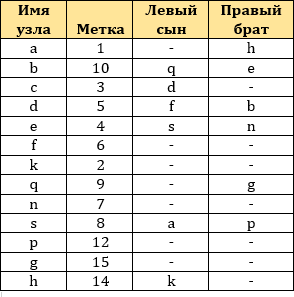 Имя узла Метка Левый сын Правый брат
a 1 - h
b 10 q e
c 3 d -
d 5 f b
e 4 s n
f 6 - -
k 2 - -
q 9 - g
n 7 - -
s 8 a p
p 12 - -
g 15 - -
h 14 k -